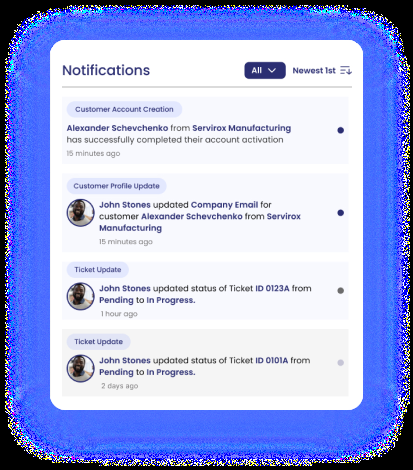 Notifications
All
Newest 1st
Customer Account Creation
Alexander Schevchenko from Servirox Manufacturing
has successfully completed their account activation
15 minutes ago
Customer Profile Update
John Stones updated Company Email for
customer Alexander Schevchenko from Servirox
Manufacturing
15 minutes ago
Ticket Update
John Stones updated status of Ticket ID 0123A from
Pending to In Progress.
1 hour ago
Ticket Update
John Stones updated status of Ticket ID 0101A from
Pending to In Progress.
2 days ago